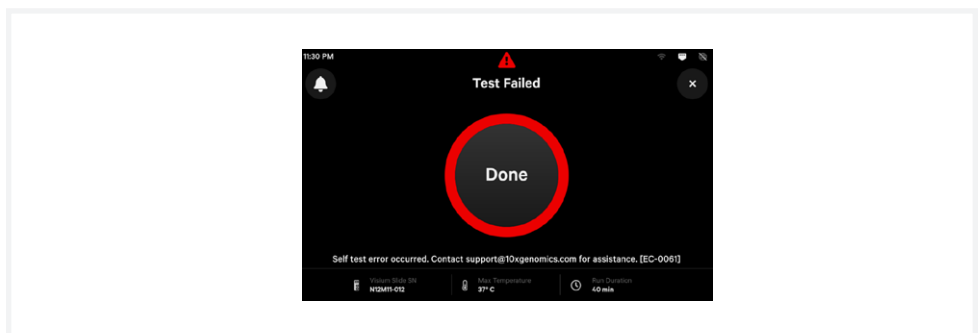 11:30 PM
Test Failed
Done
Self test error occurred. Contact support@10xgenomics.com for assistance. [EC-0061]
Visium Slide SN
N12M11-012
Max Temperature
37° C
Run Duration
40 min